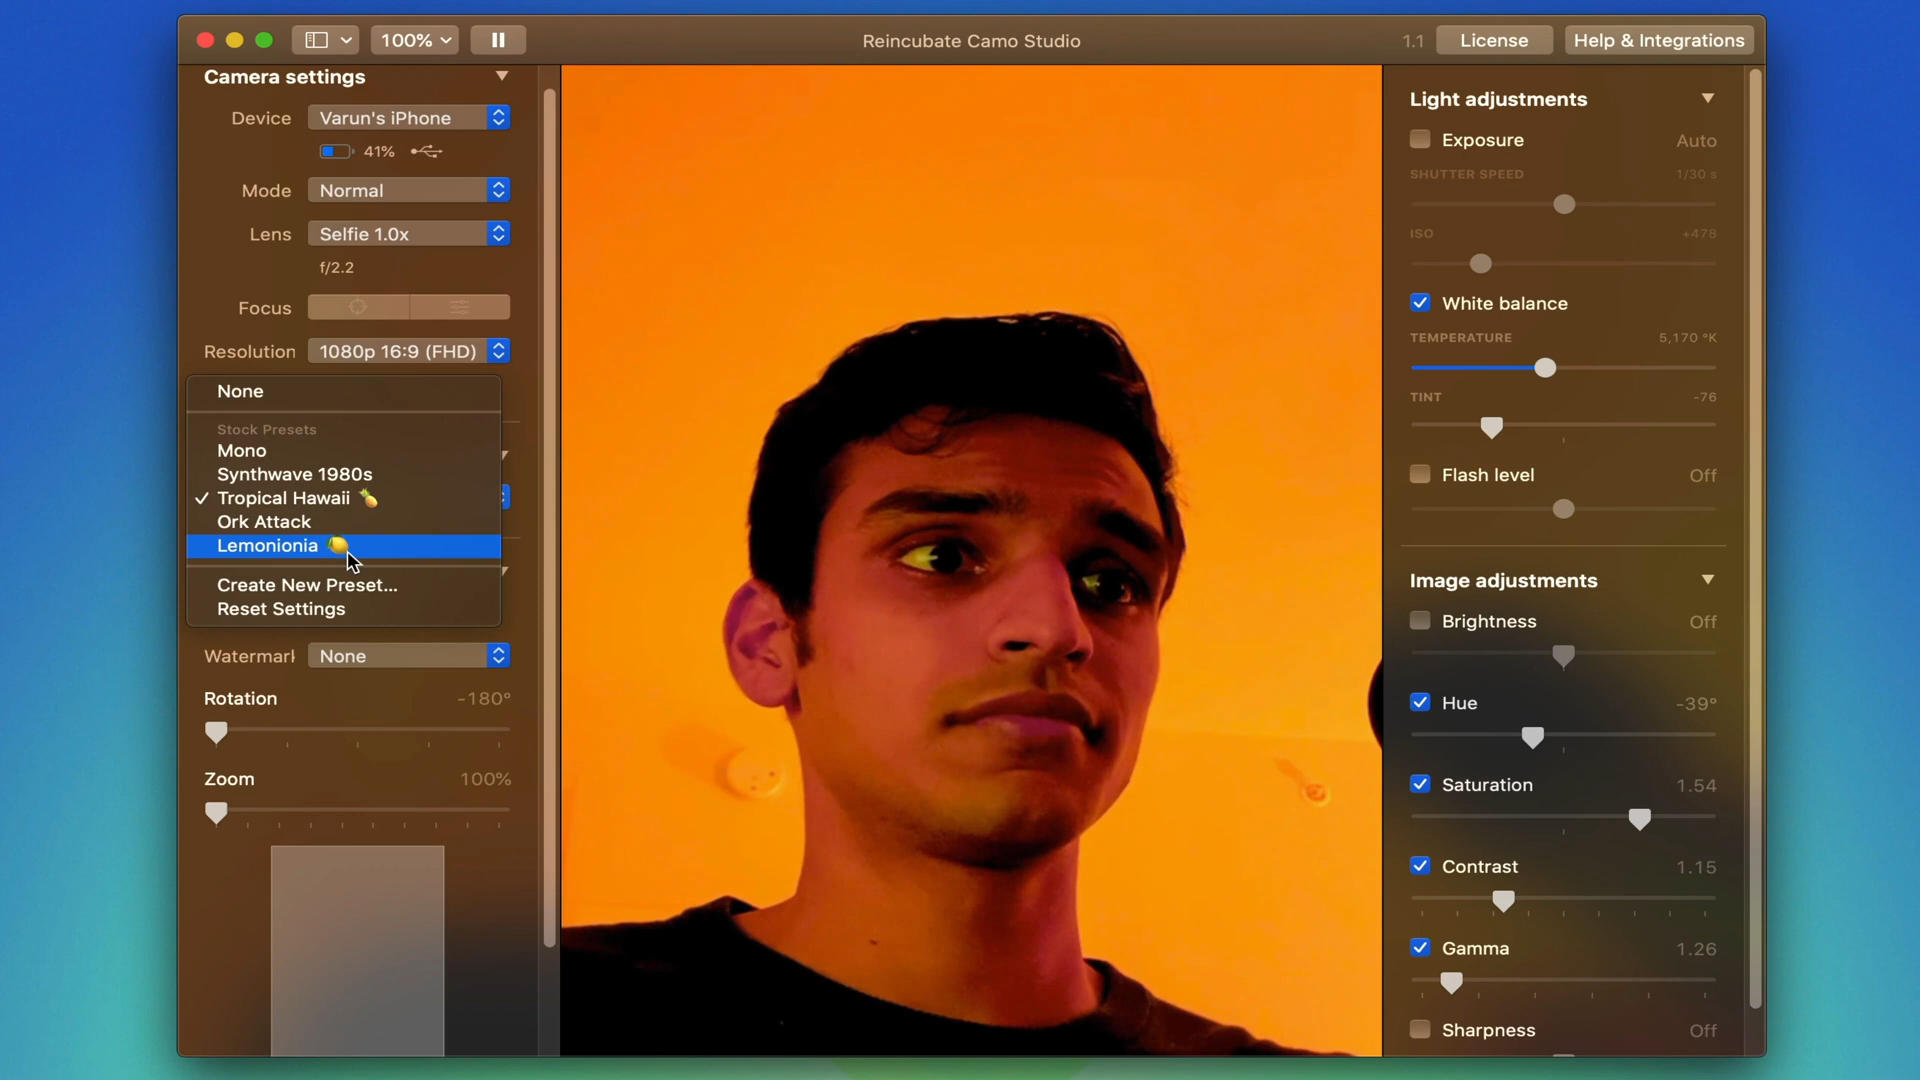 100%
Reincubate Camo Studio
1.1
License
Help & Integrations
Camera settings
Device
Varun's iPhone
41%
Mode
Normal
Lens
Selfie 1.0x
f/2.2
Focus
Resolution
1080p 16:9 (FHD)
None
Stock Presets
Mono
Synthwave 1980s
✓ Tropical Hawaii 🍍
Ork Attack
Lemonionia 🍋
Create New Preset...
Reset Settings
Watermark
None
Rotation
-180°
Zoom
100%
Light adjustments
Exposure
Auto
SHUTTER SPEED
1/30 s
ISO
+478
White balance
TEMPERATURE
5,170 °K
TINT
-76
Flash level
Off
Image adjustments
Brightness
Off
Hue
-39°
Saturation
1.54
Contrast
1.15
Gamma
1.26
Sharpness
Off